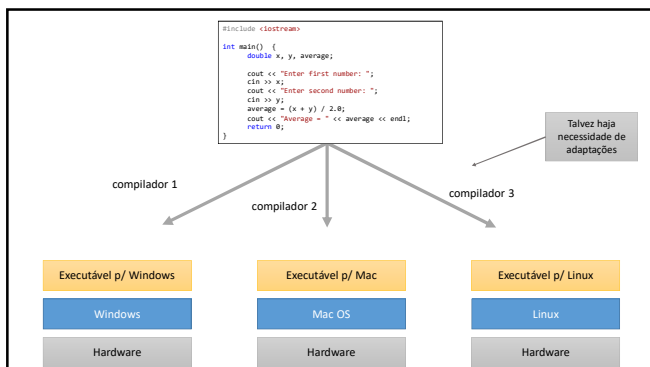 #include <iostream>
int main() {
double x, y, average;
cout << "Enter first number: ";
cin >> x;
cout << "Enter second number: ";
cin >> y;
average = (x + y) / 2.0;
cout << "Average = " << average << endl;
return 0;
}
Talvez haja
necessidade de
adaptações
compilador 1
compilador 2
compilador 3
Executável p/ Windows
Executável p/ Mac
Executável p/ Linux
Windows
Mac OS
Linux
Hardware
Hardware
Hardware